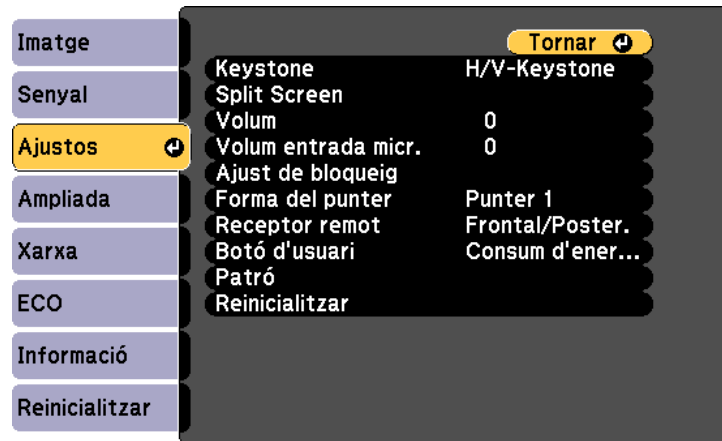 Imatge
Senyal
Ajustos
Ampliada
Xarxa
ECO
Informació
Reinicialitzar
Tornar
Keystone H/V-Keystone
Split Screen
Volum 0
Volum entrada micr. 0
Ajust de bloqueig
Forma del punter Punter 1
Receptor remot Frontal/Poster.
Botó d'usuari Consum d'ener...
Patró
Reinicialitzar